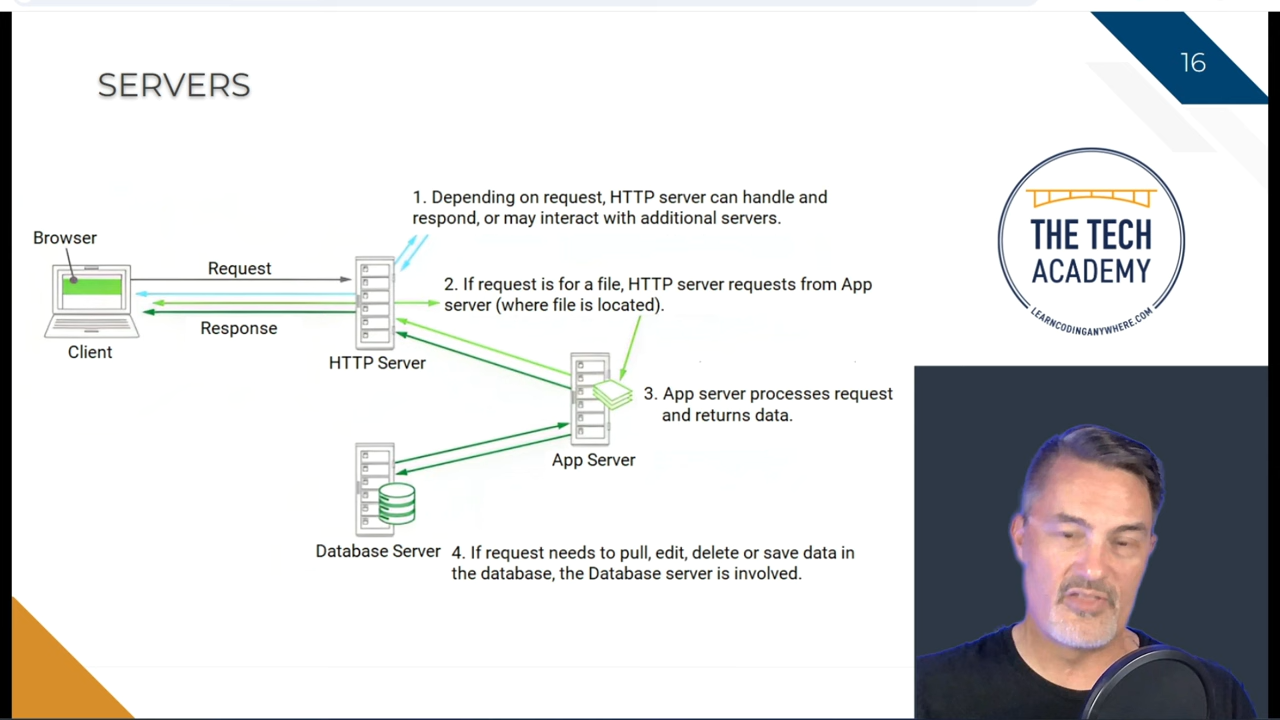 16
SERVERS
THE TECH
ACADEMY
LEARNCODINGANYWHERE.COM
1. Depending on request, HTTP server can handle and
respond, or may interact with additional servers.
Browser
Request
2. If request is for a file, HTTP server requests from App
server (where file is located).
Response
Client
HTTP Server
3. App server processes request
and returns data.
App Server
Database Server
4. If request needs to pull, edit, delete or save data in
the database, the Database server is involved.